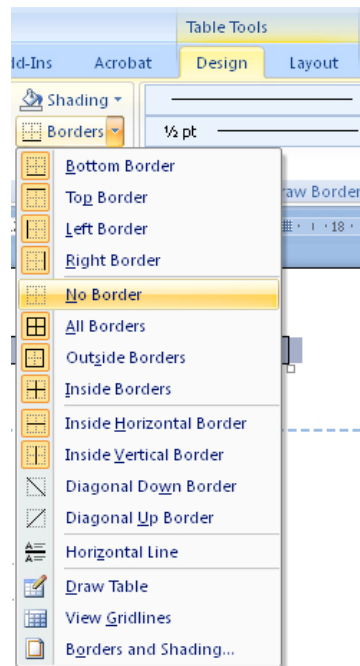 Table Tools
dd-Ins Acrobat Design Layout
Shading
Borders ½ pt
Bottom Border
raw Border
Top Border
Left Border
18
Right Border
No Border
All Borders
Outside Borders
Inside Borders
Inside Horizontal Border
Inside Vertical Border
Diagonal Down Border
Diagonal Up Border
A
A
Horizontal Line
Draw Table
View Gridlines
Borders and Shading...